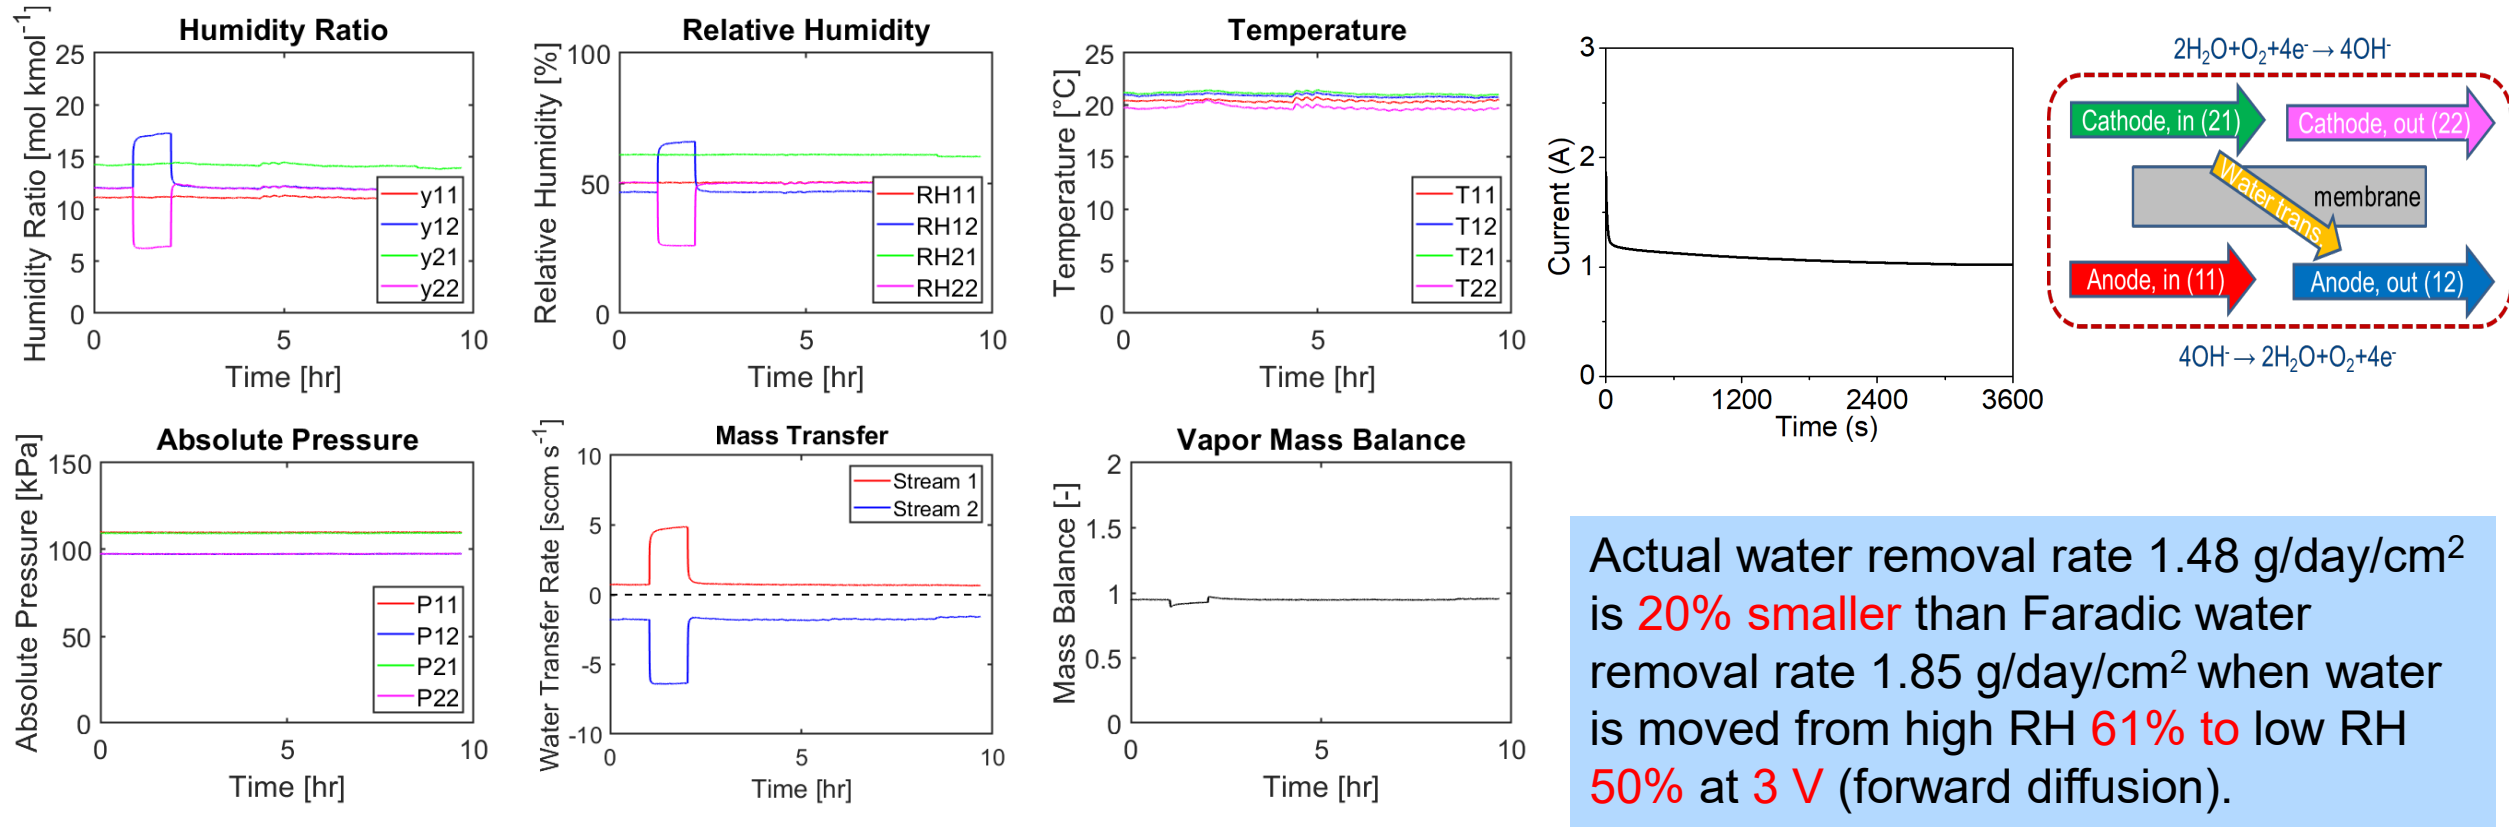 Humidity Ratio
Humidity Ratio [mol kmol⁻¹]
25
20
15
10
5
0
y11
y12
y21
y22
0 5 10
Time [hr]
Relative Humidity
Relative Humidity [%]
100
50
0
RH11
RH12
RH21
RH22
0 5 10
Time [hr]
Temperature
Temperature [°C]
25
20
15
10
5
0
T11
T12
T21
T22
0 5 10
Time [hr]
Current (A)
3
2
1
0
0 1200 2400 3600
Time (s)
2H₂O+O₂+4e⁻→ 4OH⁻
Cathode, in (21)
Cathode, out (22)
Water trans.
membrane
Anode, in (11)
Anode, out (12)
4OH⁻→ 2H₂O+O₂+4e⁻
Absolute Pressure
Absolute Pressure [kPa]
150
100
50
0
P11
P12
P21
P22
0 5 10
Time [hr]
Mass Transfer
Water Transfer Rate [sccm s⁻¹]
10
5
0
-5
-10
Stream 1
Stream 2
0 5 10
Time [hr]
Vapor Mass Balance
Mass Balance [-]
2
1.5
1
0.5
0
0 5 10
Time [hr]
Actual water removal rate 1.48 g/day/cm²
is 20% smaller than Faradic water
removal rate 1.85 g/day/cm² when water
is moved from high RH 61% to low RH
50% at 3 V (forward diffusion).